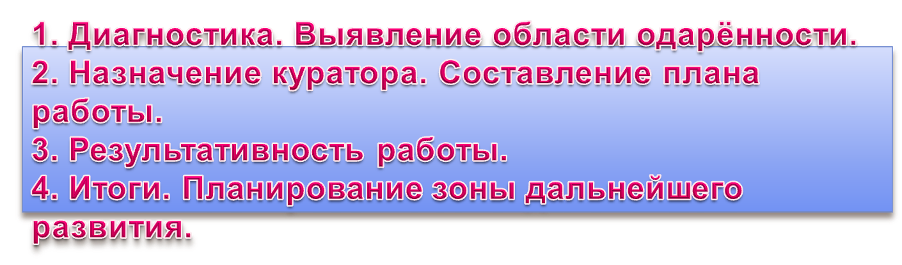 1. Диагностика. Выявление области одарённости.
2. Назначение куратора. Составление плана
работы.
3. Результативность работы.
4. Итоги. Планирование зоны дальнейшего
развития.